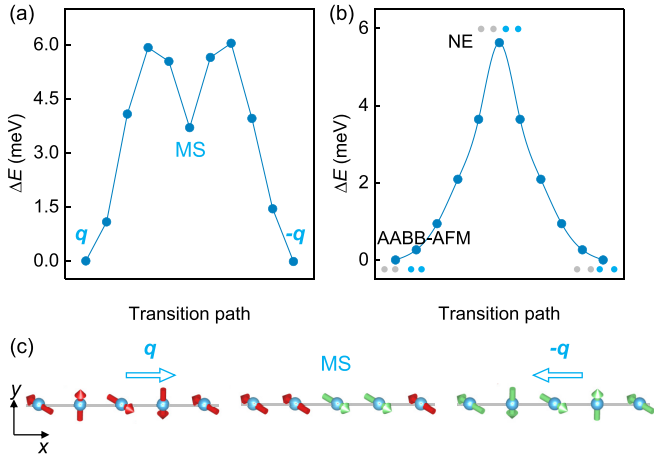 (a)
6.0
4.5
3.0
1.5
0.0
ΔE (meV)
MS
q
-q
Transition path
(b)
6
4
2
0
ΔE (meV)
NE
AABB-AFM
Transition path
(c)
q
MS
-q
y
x